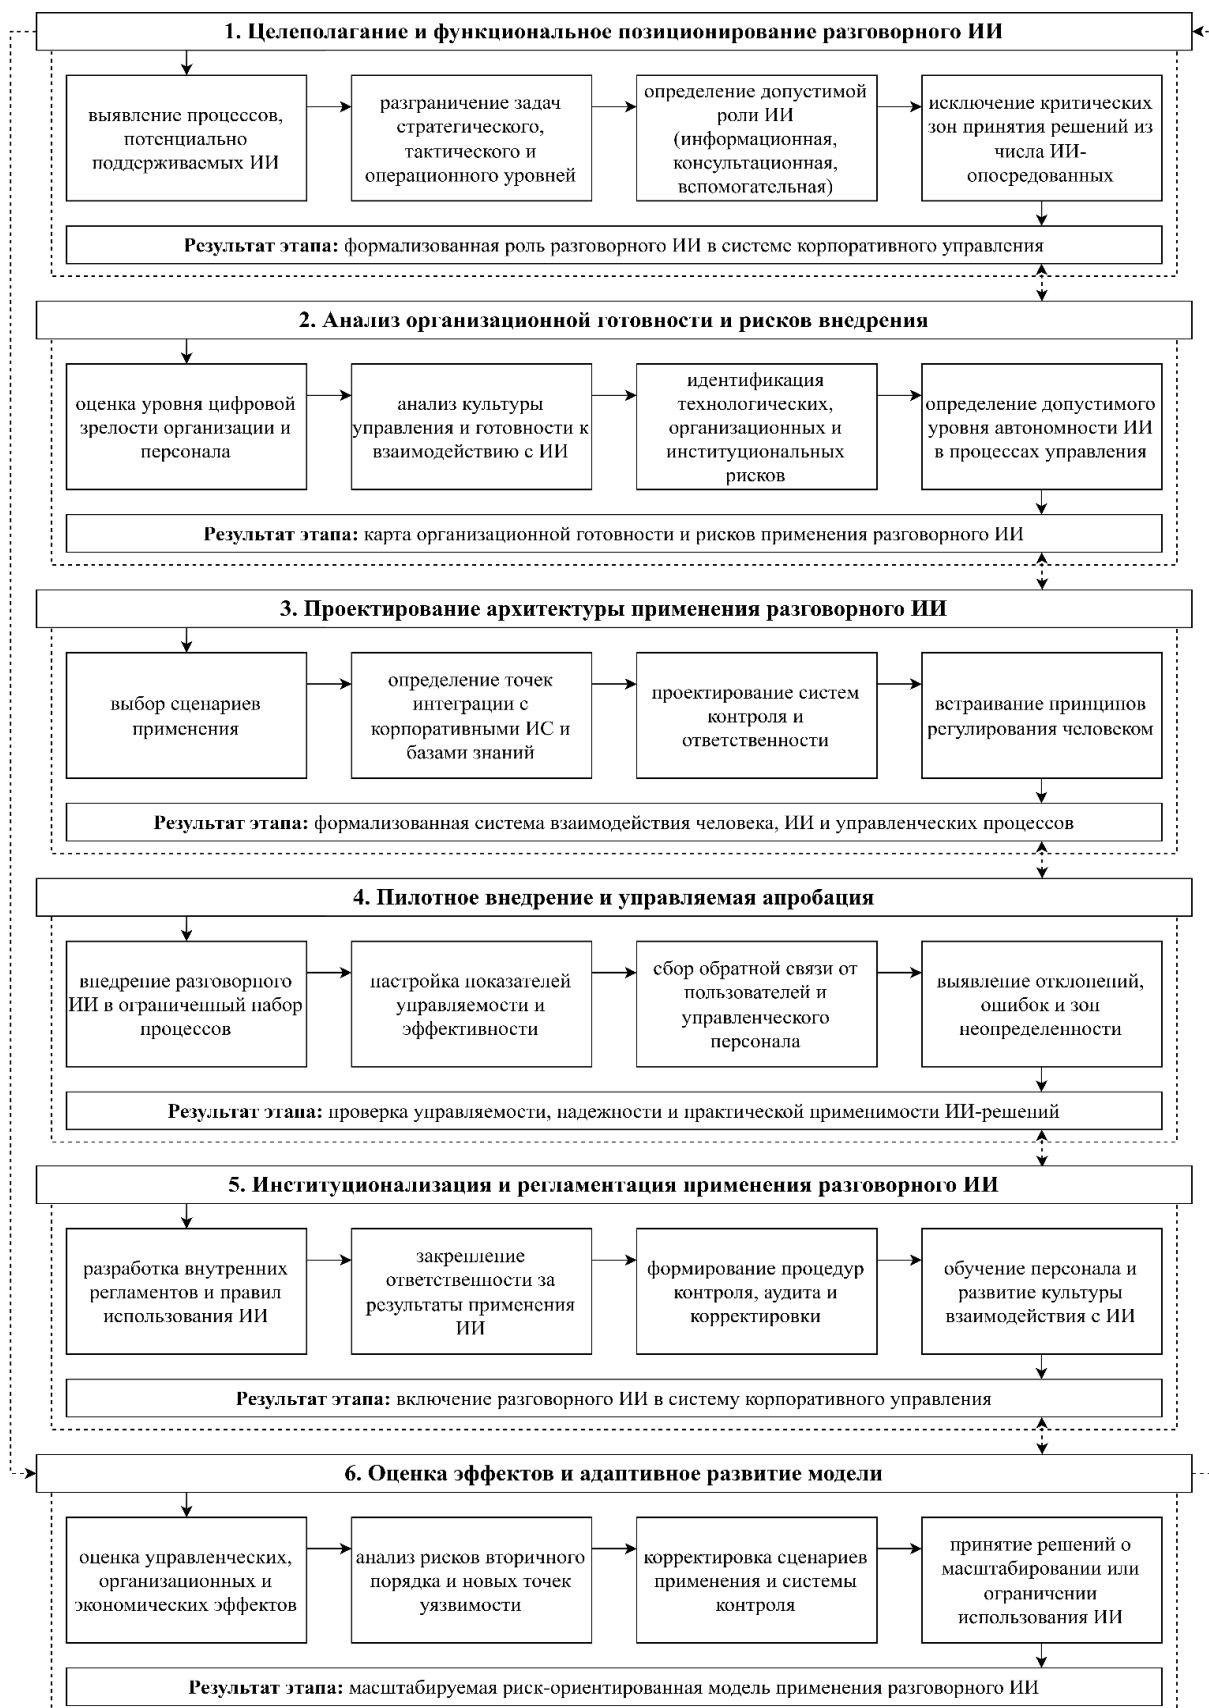 1. Целеполагание и функциональное позиционирование разговорного ИИ
выявление процессов,
потенциально
поддерживаемых ИИ
разграничение задач
стратегического,
тактического и
операционного уровней
определение допустимой
роли ИИ
(информационная,
консультационная,
вспомогательная)
исключение критических
зон принятия решений из
числа ИИ-
опосредованных
Результат этапа: формализованная роль разговорного ИИ в системе корпоративного управления
2. Анализ организационной готовности и рисков внедрения
оценка уровня цифровой
зрелости организации и
персонала
анализ культуры
управления и готовности к
взаимодействию с ИИ
идентификация
технологических,
организационных и
институциональных
рисков
определение допустимого
уровня автономности ИИ
в процессах управления
Результат этапа: карта организационной готовности и рисков применения разговорного ИИ
3. Проектирование архитектуры применения разговорного ИИ
выбор сценариев
применения
определение точек
интеграции с
корпоративными ИС и
базами знаний
проектирование систем
контроля и
ответственности
встраивание принципов
регулирования человеком
Результат этапа: формализованная система взаимодействия человека, ИИ и управленческих процессов
4. Пилотное внедрение и управляемая апробация
внедрение разговорного
ИИ в ограниченный набор
процессов
настройка показателей
управляемости и
эффективности
сбор обратной связи от
пользователей и
управленческого
персонала
выявление отклонений,
ошибок и зон
неопределенности
Результат этапа: проверка управляемости, надежности и практической применимости ИИ-решений
5. Институционализация и регламентация применения разговорного ИИ
разработка внутренних
регламентов и правил
использования ИИ
закрепление
ответственности за
результаты применения
ИИ
формирование процедур
контроля, аудита и
корректировки
обучение персонала и
развитие культуры
взаимодействия с ИИ
Результат этапа: включение разговорного ИИ в систему корпоративного управления
6. Оценка эффектов и адаптивное развитие модели
оценка управленческих,
организационных и
экономических эффектов
анализ рисков вторичного
порядка и новых точек
уязвимости
корректировка сценариев
применения и системы
контроля
принятие решений о
масштабировании или
ограничении
использования ИИ
Результат этапа: масштабируемая риск-ориентированная модель применения разговорного ИИ